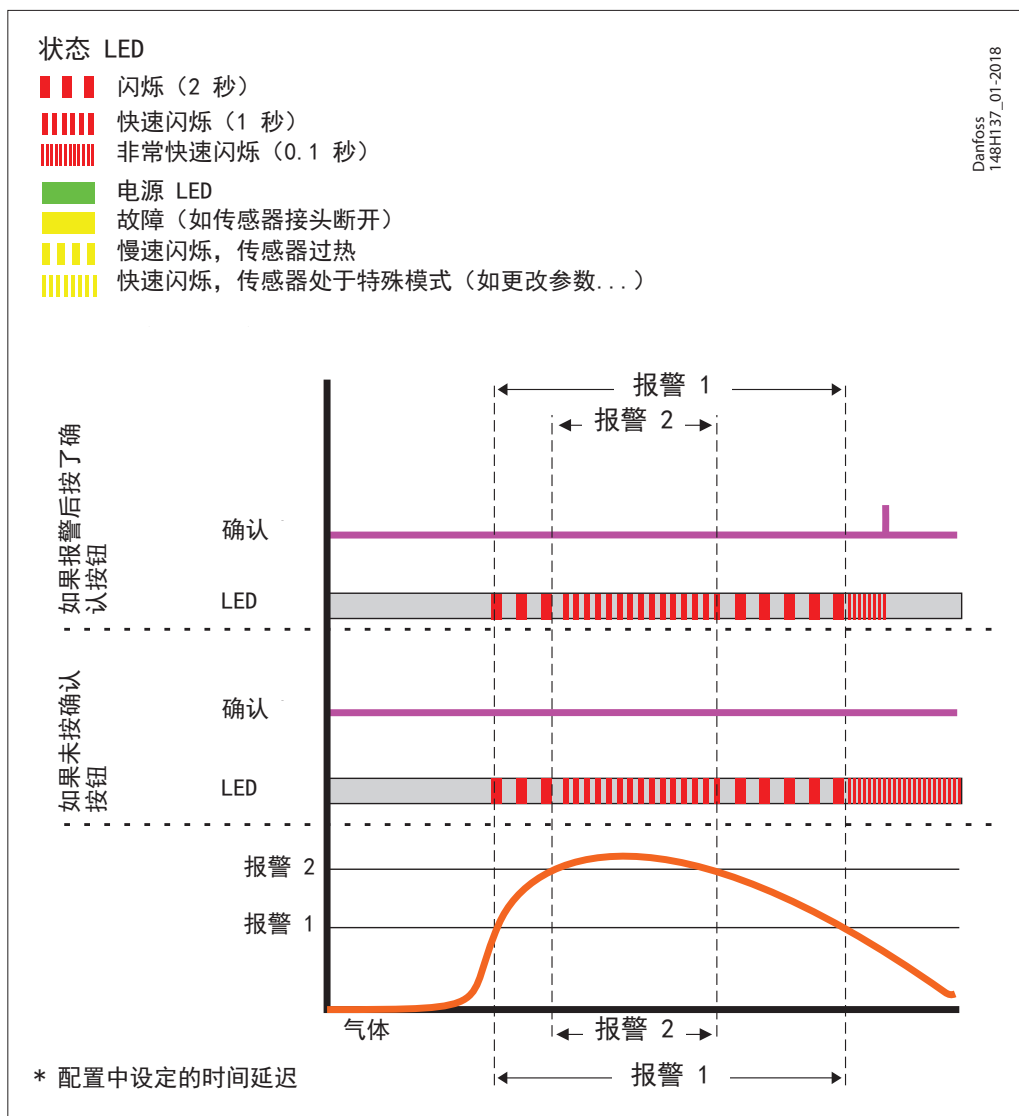 状态 LED
闪烁（2 秒）
快速闪烁（1 秒）
非常快速闪烁（0.1 秒）
电源 LED
故障（如传感器接头断开）
慢速闪烁，传感器过热
快速闪烁，传感器处于特殊模式（如更改参数...）
Danfoss
148H137_01-2018
报警 1
报警 2
如果报警后按了确
认按钮
确认
LED
如果未按确认
按钮
确认
LED
报警 2
报警 1
气体
报警 2
报警 1
* 配置中设定的时间延迟